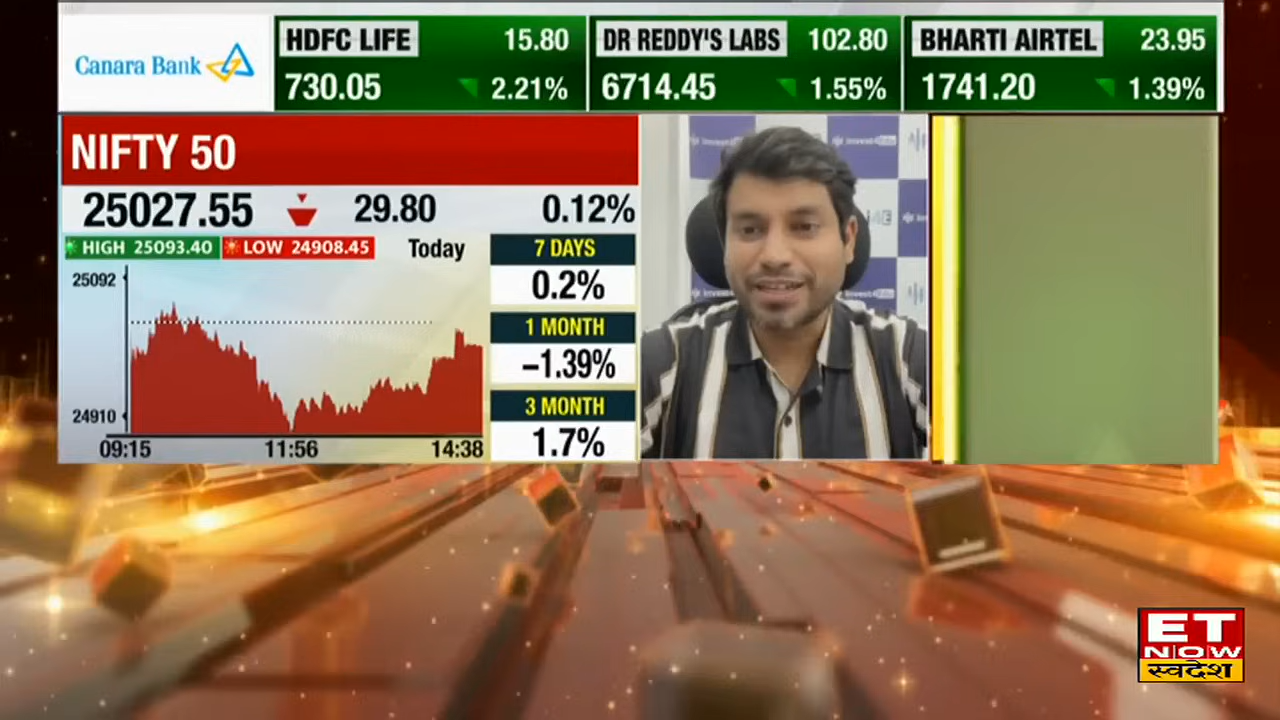 Canara Bank
HDFC LIFE 15.80
730.05 2.21%
DR REDDY'S LABS 102.80
6714.45 1.55%
BHARTI AIRTEL 23.95
1741.20 1.39%
NIFTY 50
25027.55 29.80 0.12%
HIGH 25093.40 LOW 24908.45 Today
25092
24910
09:15 11:56 14:38
7 DAYS
0.2%
1 MONTH
–1.39%
3 MONTH
1.7%
ET
NOW
स्वदेश